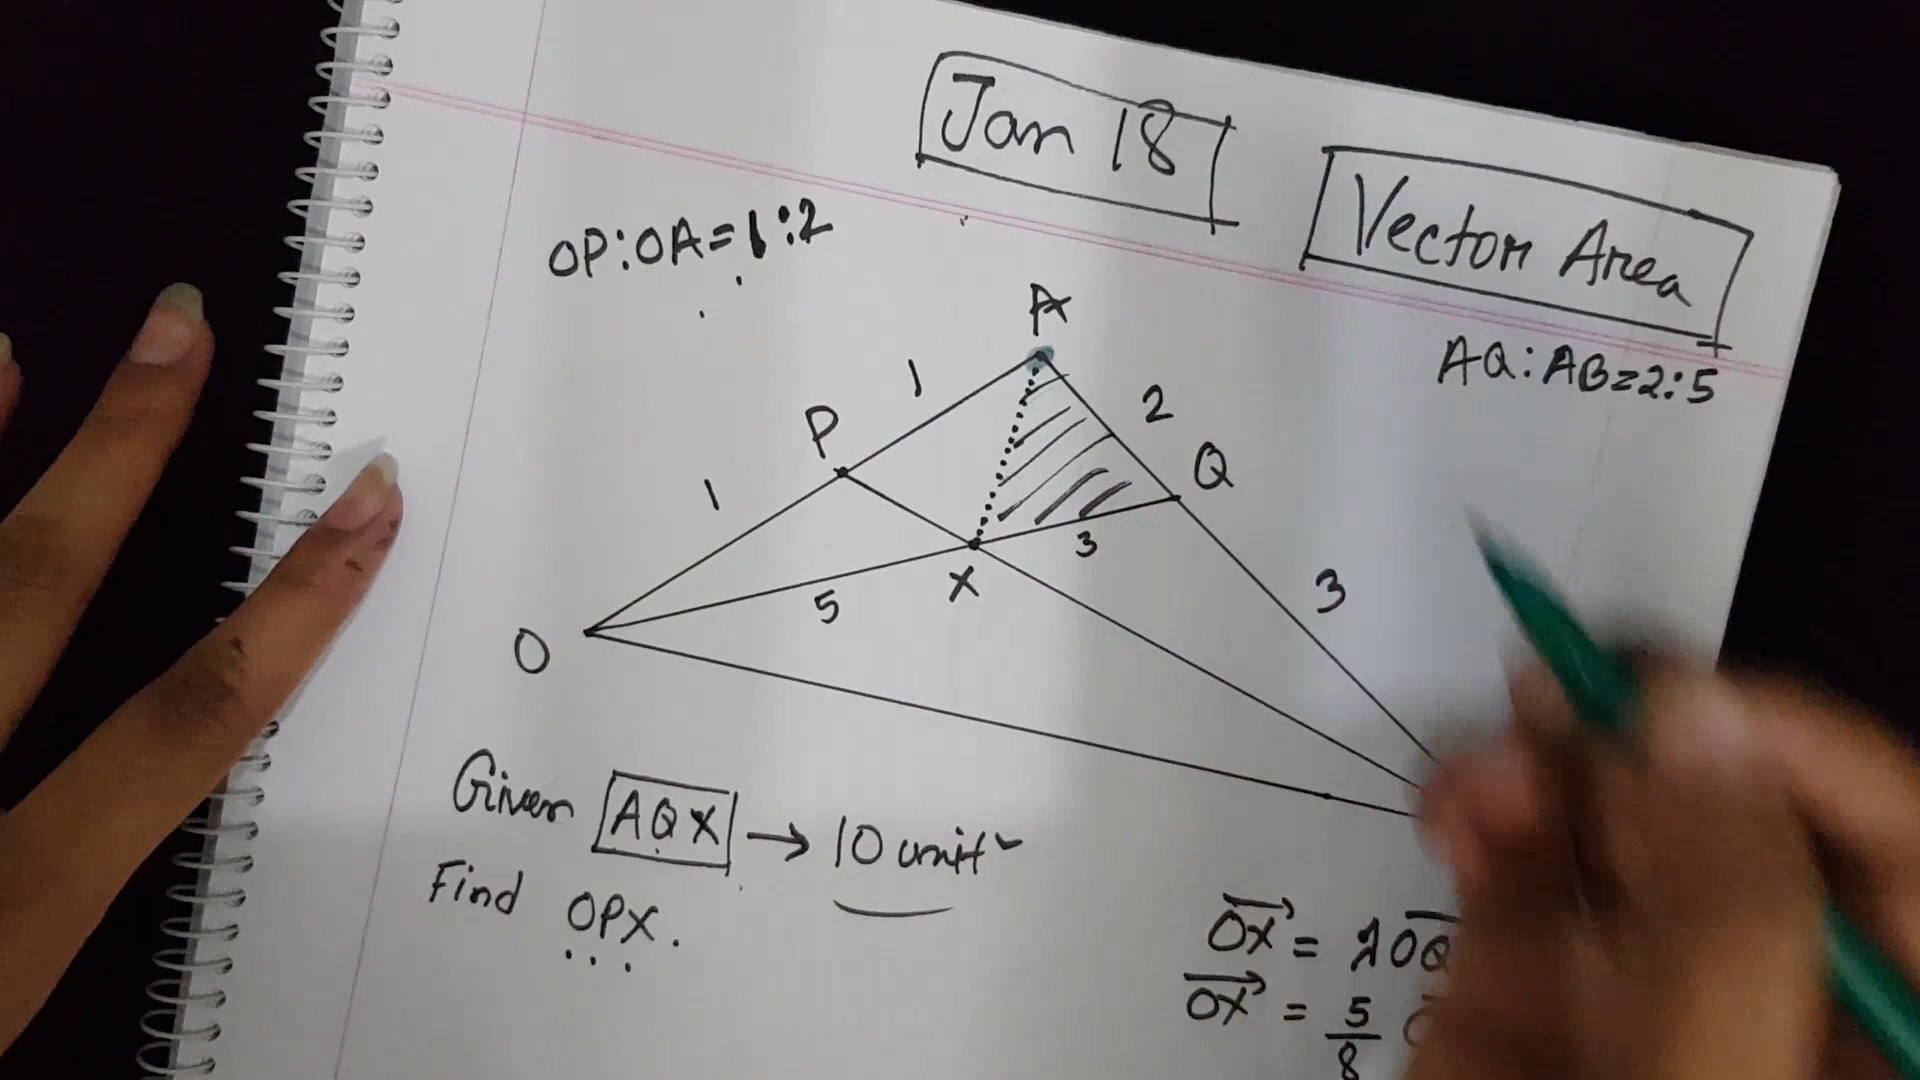 Jan 18
Vector Area
OP:OA=1:2
AQ:AB=2:5
A
1
2
P
Q
1
3
3
X
5
O
Given AQX → 10 unit²
Find OPX.
OX = λOQ
OX = 5/8